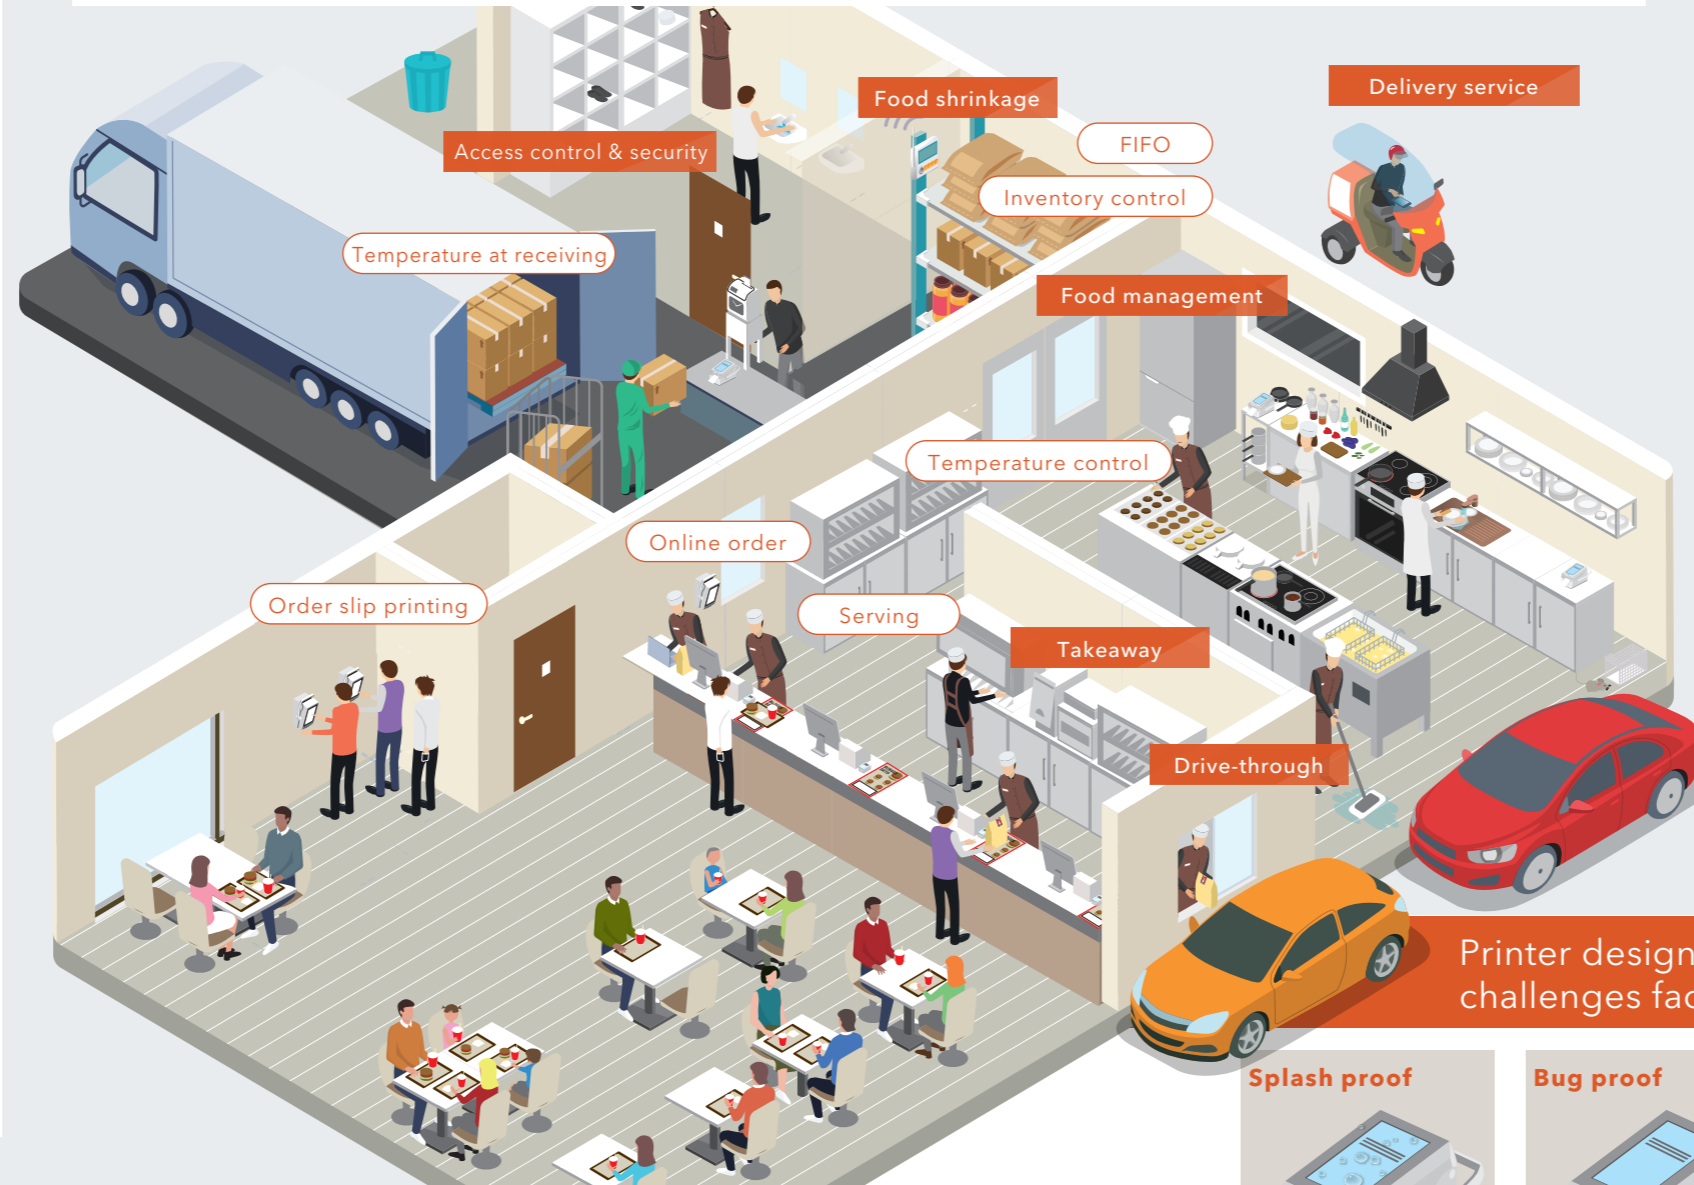 Delivery service
Food shrinkage
FIFO
Access control & security
Inventory control
Temperature at receiving
Food management
Temperature control
Online order
Order slip printing
Serving
Takeaway
Drive-through
Printer design
challenges fac
Splash proof
Bug proof